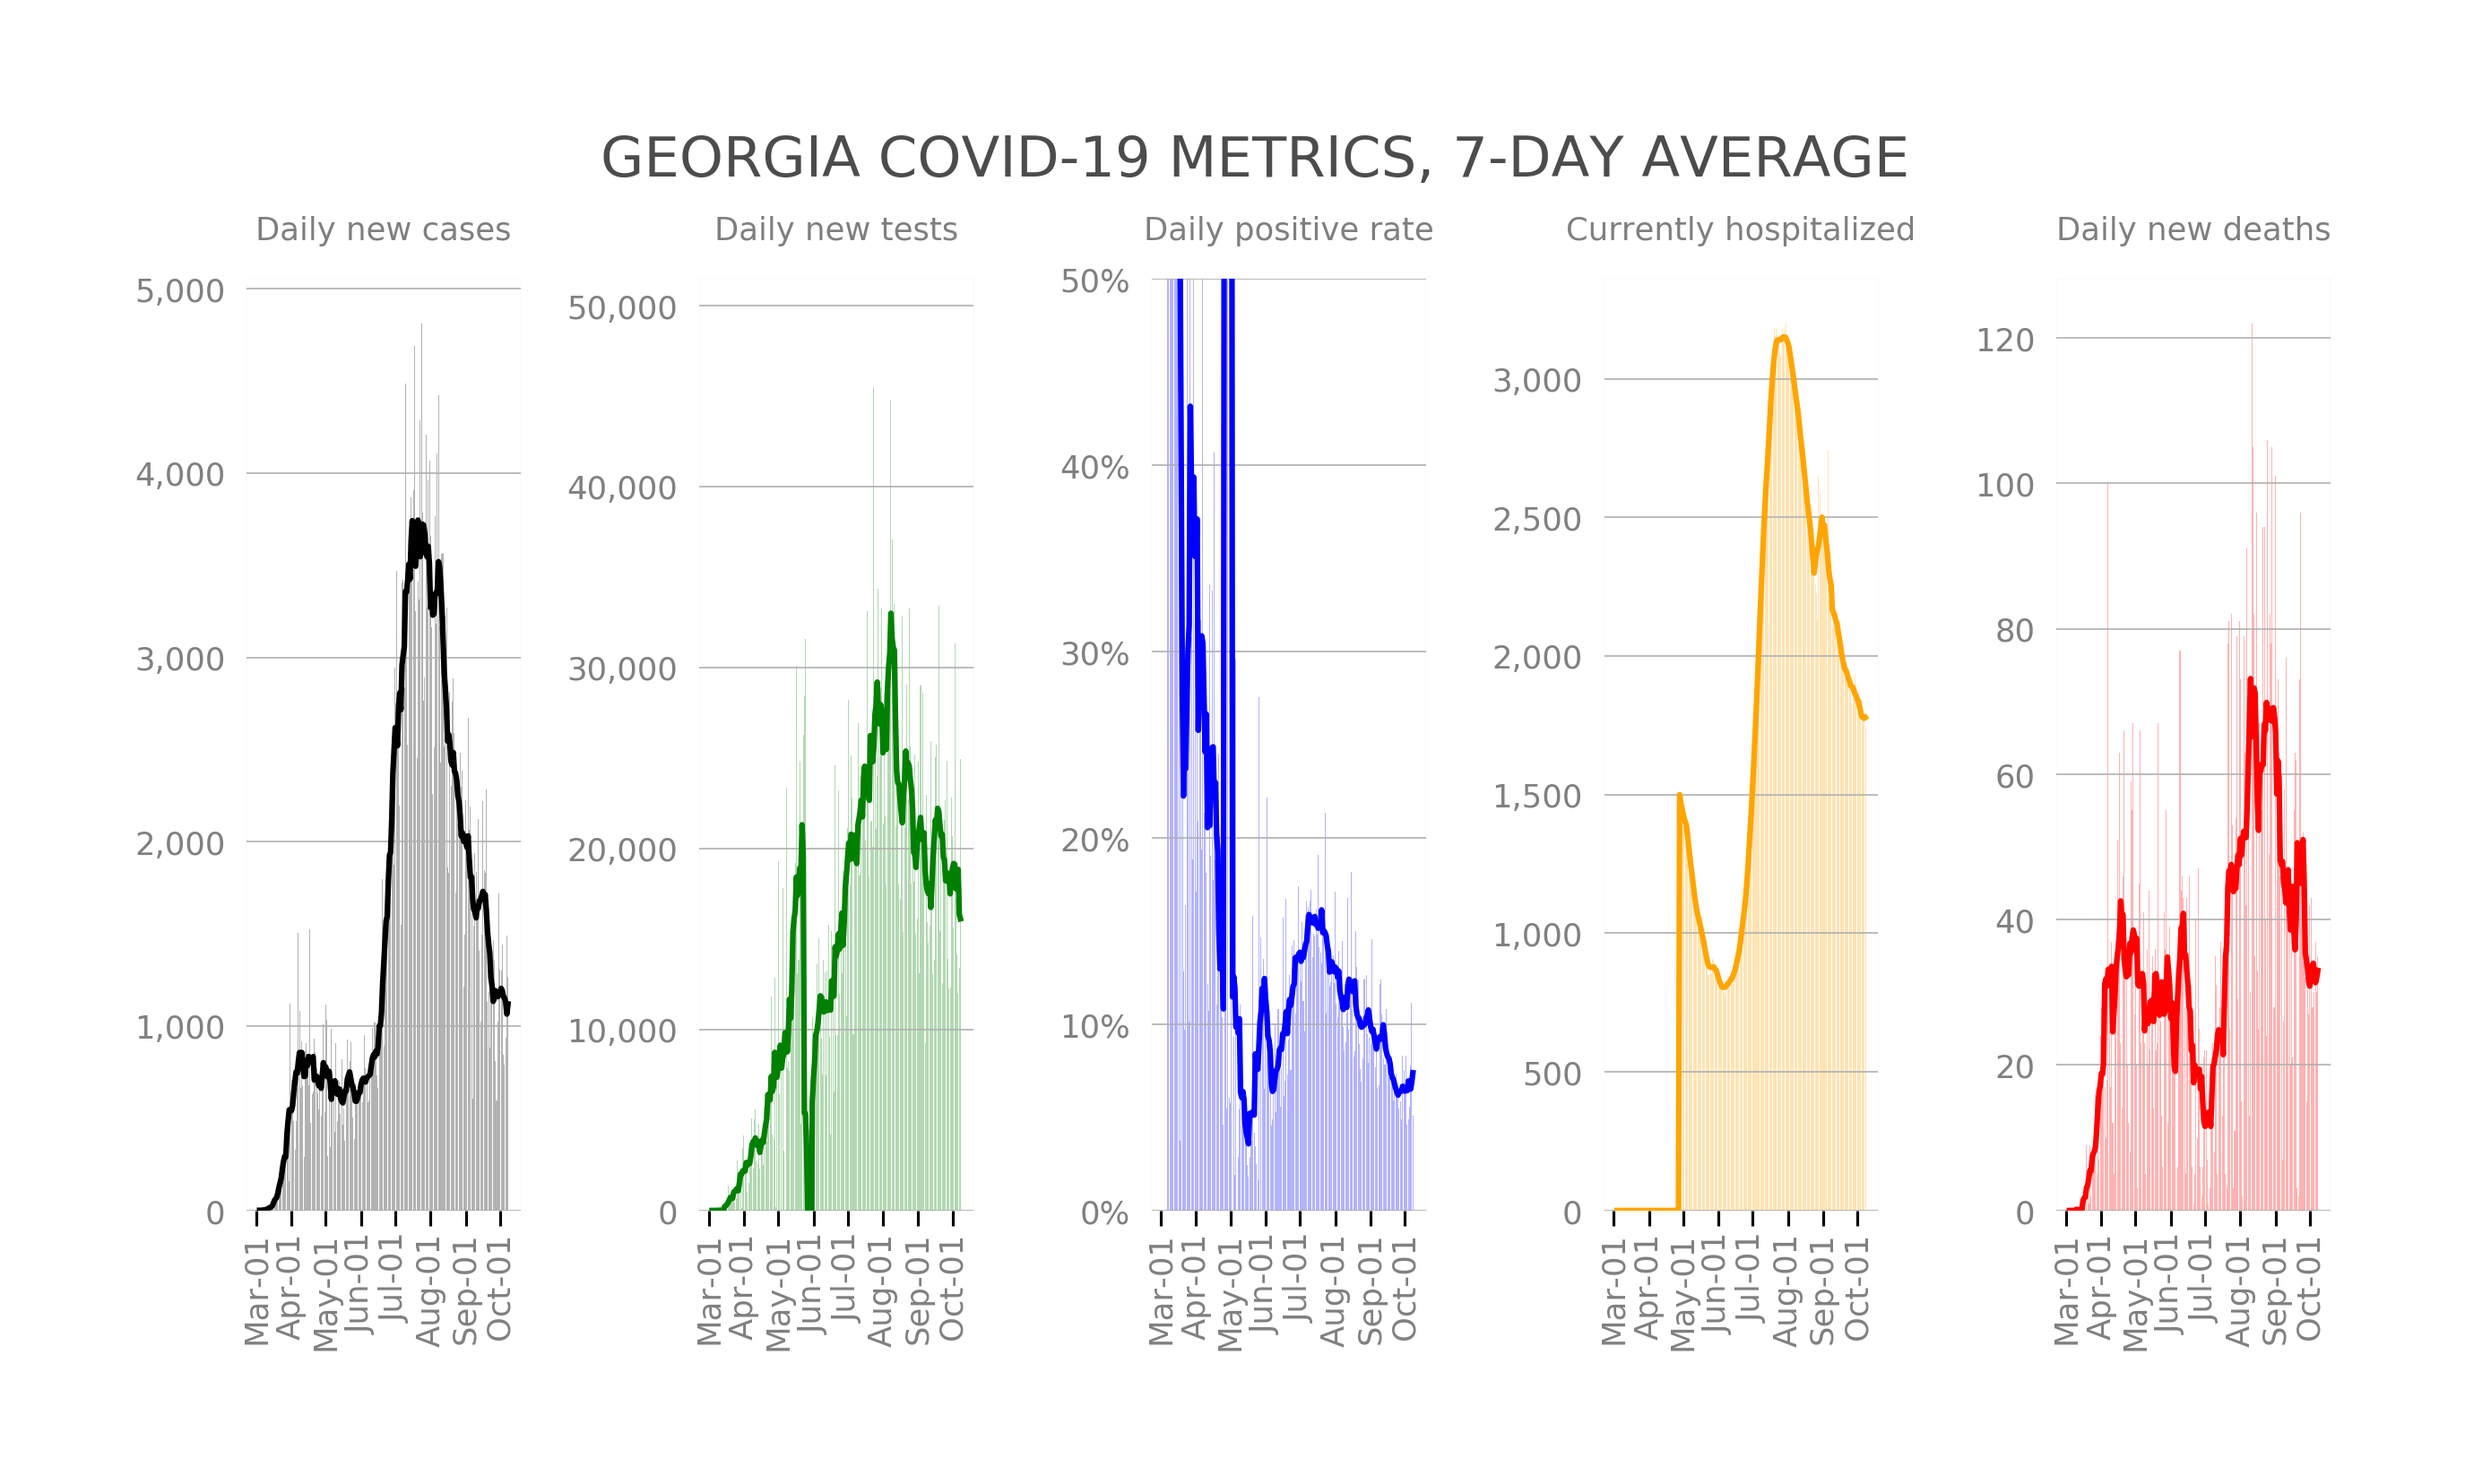 GEORGIA COVID-19 METRICS, 7-DAY AVERAGE
Daily new cases
5,000
4,000
3,000
2,000
1,000
0
Mar-01
Apr-01
May-01
Jun-01
Jul-01
Aug-01
Sep-01
Oct-01
Daily new tests
50,000
40,000
30,000
20,000
10,000
0
Mar-01
Apr-01
May-01
Jun-01
Jul-01
Aug-01
Sep-01
Oct-01
Daily positive rate
50%
40%
30%
20%
10%
0%
Mar-01
Apr-01
May-01
Jun-01
Jul-01
Aug-01
Sep-01
Oct-01
Currently hospitalized
3,000
2,500
2,000
1,500
1,000
500
0
Mar-01
Apr-01
May-01
Jun-01
Jul-01
Aug-01
Sep-01
Oct-01
Daily new deaths
120
100
80
60
40
20
0
Mar-01
Apr-01
May-01
Jun-01
Jul-01
Aug-01
Sep-01
Oct-01